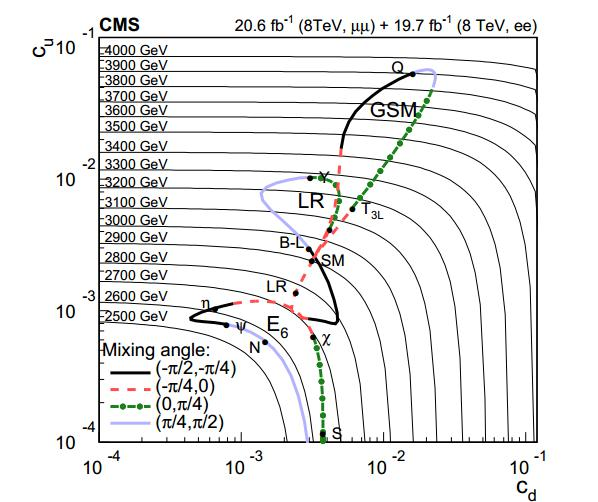 CMS 20.6 fb⁻¹ (8TeV, μμ) + 19.7 fb⁻¹ (8 TeV, ee)
c_u
10⁻¹
4000 GeV
3900 GeV
3800 GeV
3700 GeV
3600 GeV
3500 GeV
3400 GeV
3300 GeV
10⁻²
3200 GeV
3100 GeV
3000 GeV
2900 GeV
2800 GeV
2700 GeV
2600 GeV
10⁻³
2500 GeV
Q
GSM
Y
LR
T₃L
B-L
SM
LR
η
ψ
E₆
N
χ
S
Mixing angle:
(-π/2,-π/4)
(-π/4,0)
(0,π/4)
(π/4,π/2)
10⁻⁴
10⁻⁴ 10⁻³ 10⁻² 10⁻¹
c_d